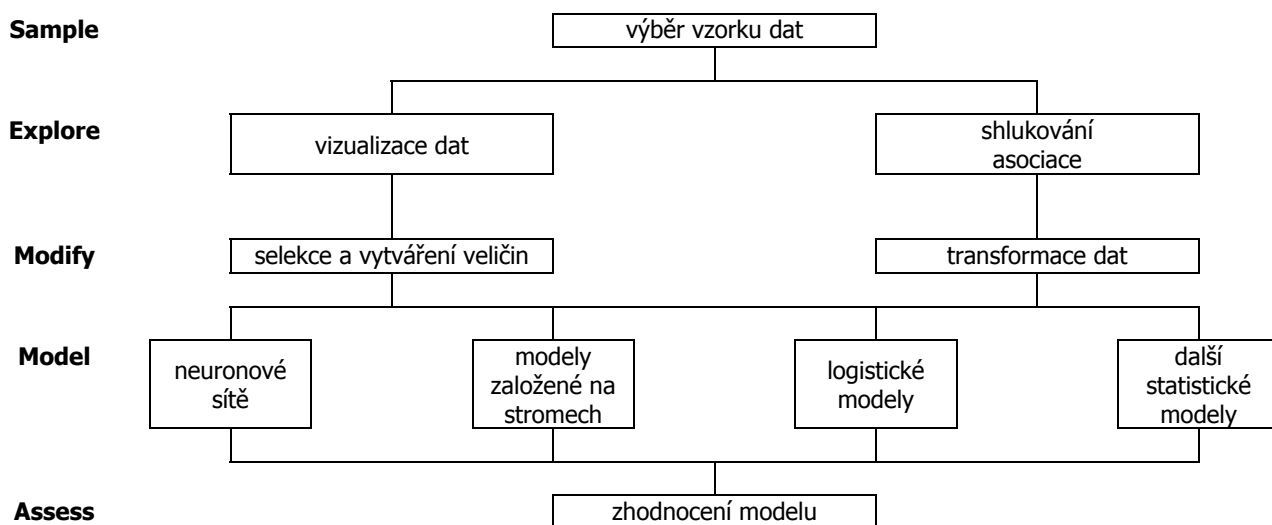 Sample
výběr vzorku dat
Explore
vizualizace dat
shlukování
asociace
Modify
selekce a vytváření veličin
transformace dat
Model
neuronové
sítě
modely
založené na
stromech
logistické
modely
další
statistické
modely
Assess
zhodnocení modelu